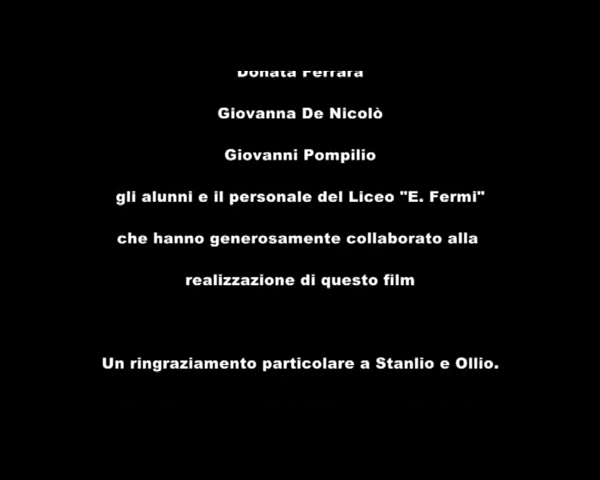 Donata Ferrara
Giovanna De Nicolò
Giovanni Pompilio
gli alunni e il personale del Liceo "E. Fermi"
che hanno generosamente collaborato alla
realizzazione di questo film
Un ringraziamento particolare a Stanlio e Ollio.